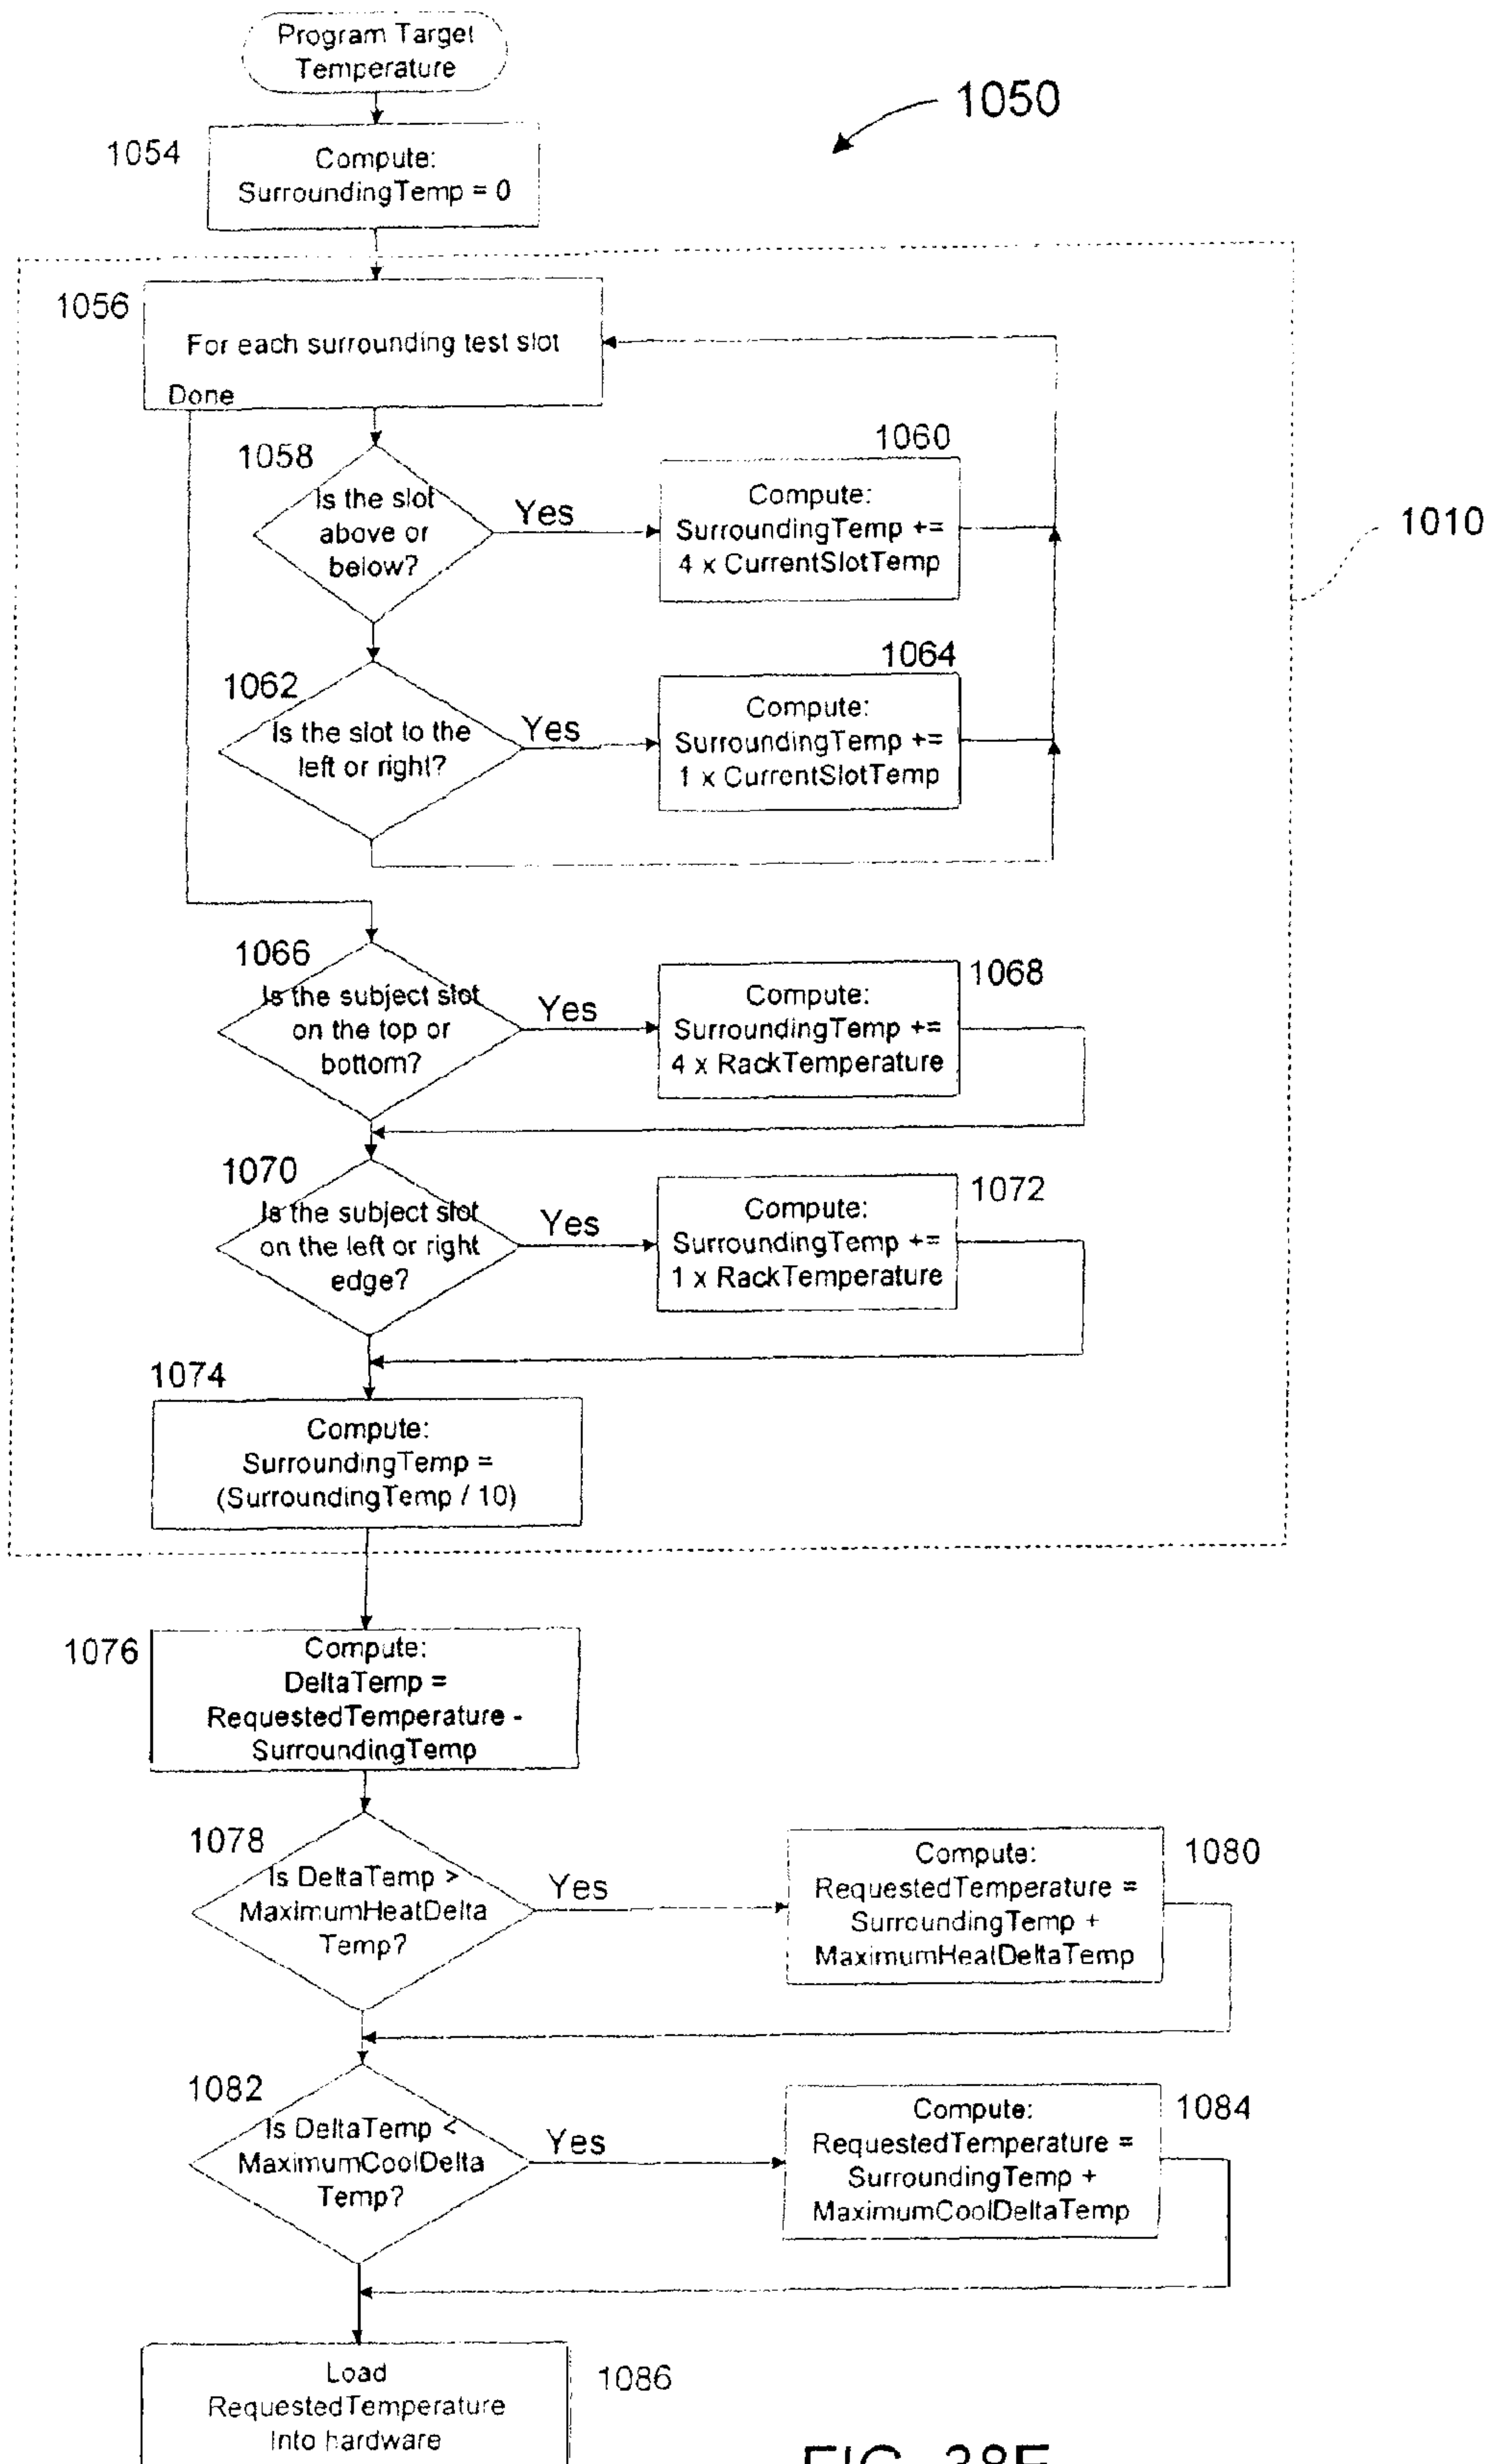 Program Target
Temperature
1050
1054
Compute:
SurroundingTemp = 0
1056
For each surrounding test slot
Done
1058
Is the slot
above or
below?
Yes
1060
Compute:
SurroundingTemp +=
4 x CurrentSlotTemp
1010
1062
Is the slot to the
left or right?
Yes
1064
Compute:
SurroundingTemp +=
1 x CurrentSlotTemp
1066
Is the subject slot
on the top or
bottom?
Yes
1068
Compute:
SurroundingTemp +=
4 x RackTemperature
1070
Is the subject slot
on the left or right
edge?
Yes
1072
Compute:
SurroundingTemp +=
1 x RackTemperature
1074
Compute:
SurroundingTemp =
(SurroundingTemp / 10)
1076
Compute:
DeltaTemp =
RequestedTemperature -
SurroundingTemp
1078
Is DeltaTemp >
MaximumHeatDelta
Temp?
Yes
1080
Compute:
RequestedTemperature =
SurroundingTemp +
MaximumHeatDeltaTemp
1082
Is DeltaTemp <
MaximumCoolDelta
Temp?
Yes
1084
Compute:
RequestedTemperature =
SurroundingTemp +
MaximumCoolDeltaTemp
1086
Load
RequestedTemperature
Into hardware
FIG. 38E